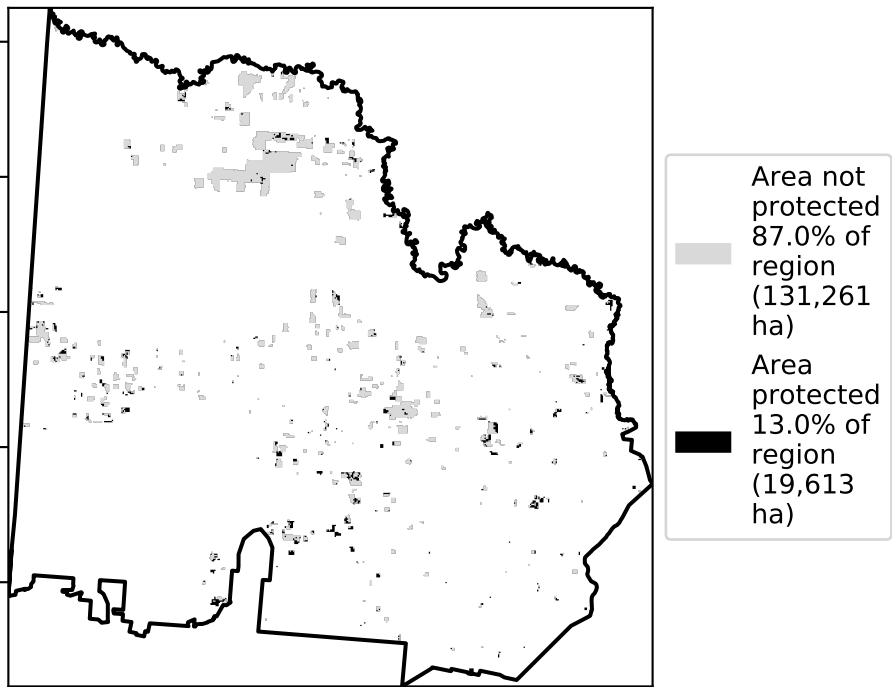 Area not
protected
87.0% of
region
(131,261
ha)
Area
protected
13.0% of
region
(19,613
ha)